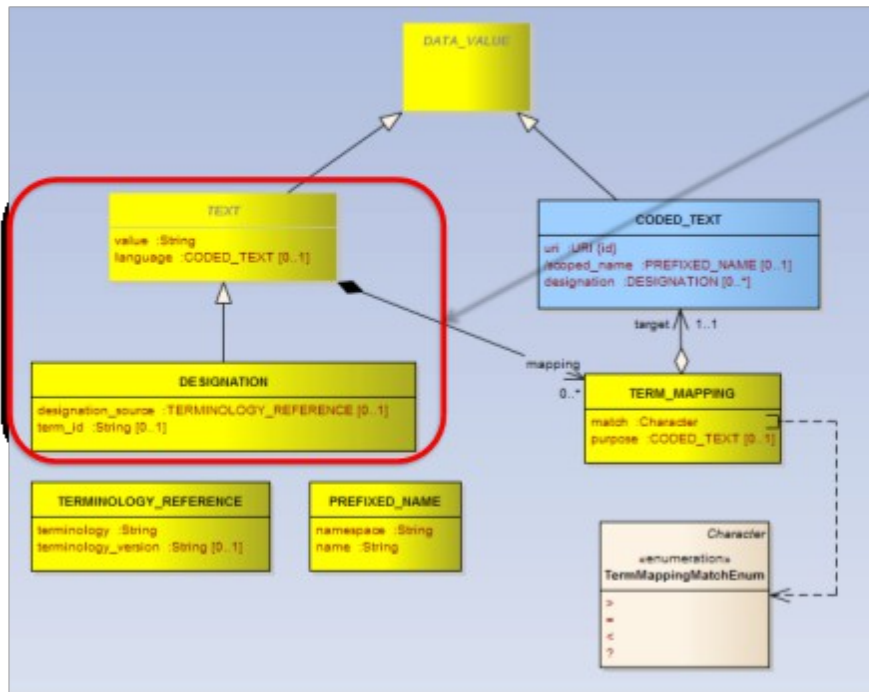 DATA_VALUE
TEXT
value :String
language :CODED_TEXT [0..1]
CODED_TEXT
uri :URI {id}
/scoped_name :PREFIXED_NAME [0..1]
designation :DESIGNATION [0..*]
target
1..1
mapping
0..*
DESIGNATION
designation_source :TERMINOLOGY_REFERENCE [0..1]
term_id :String [0..1]
TERM_MAPPING
match :Character
purpose :CODED_TEXT [0..1]
TERMINOLOGY_REFERENCE
terminology :String
terminology_version :String [0..1]
PREFIXED_NAME
namespace :String
name :String
Character
«enumeration»
TermMappingMatchEnum
>
=
<
?